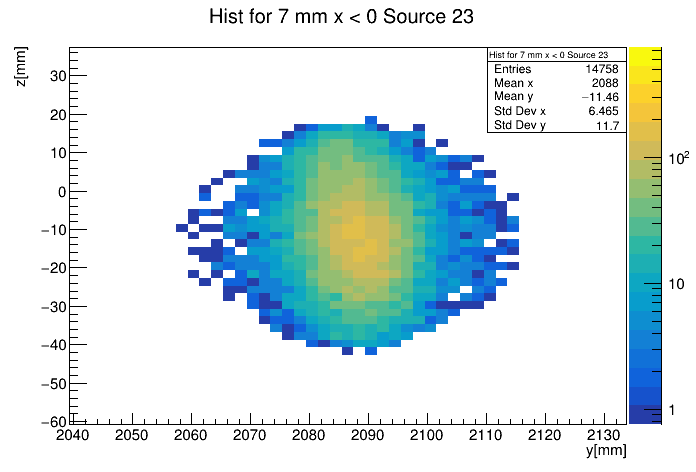 Hist for 7 mm x < 0 Source 23
z[mm]
Hist for 7 mm x < 0 Source 23
Entries 14758
Mean x 2088
Mean y −11.46
Std Dev x 6.465
Std Dev y 11.7
30
20
10
0
−10
−20
−30
−40
−50
−60
10²
10
1
2040 2050 2060 2070 2080 2090 2100 2110 2120 2130
y[mm]